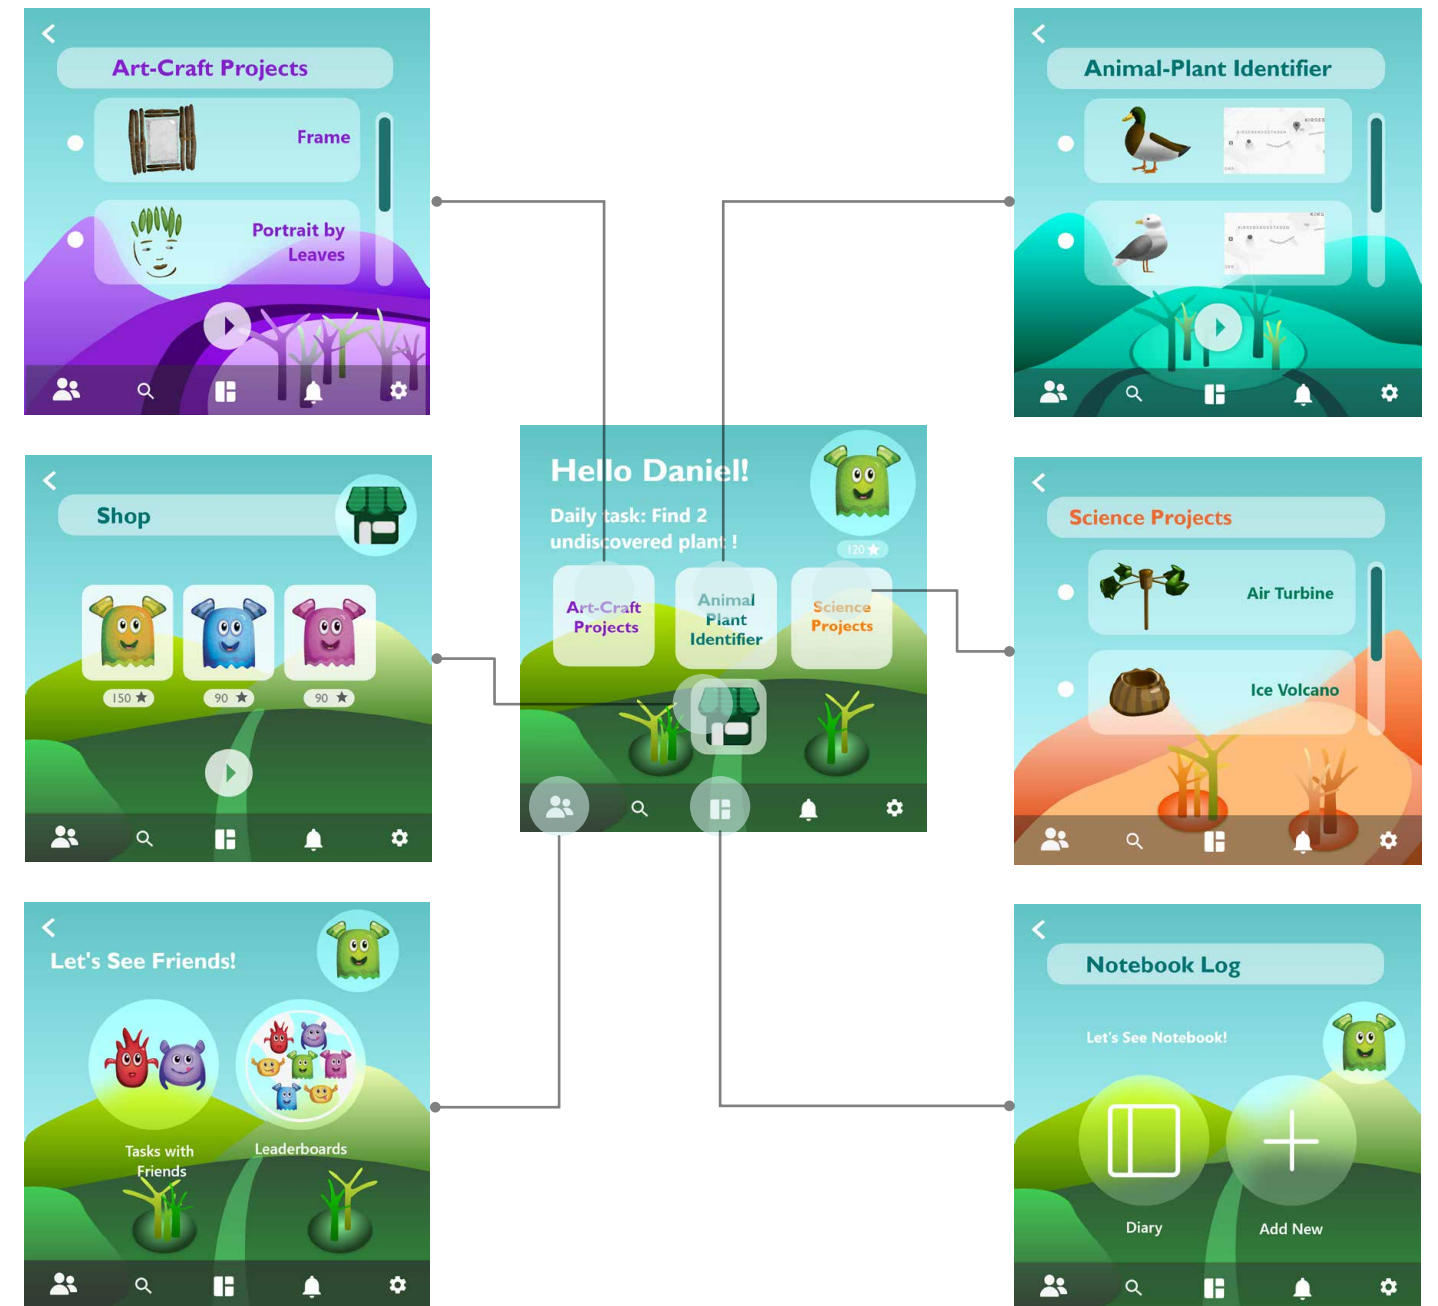 Art-Craft Projects
Frame
Portrait by
Leaves
Animal-Plant Identifier
KIRSEBERGSSTADEN
KIRSEBERGSSTADEN
Shop
150
90
90
Hello Daniel!
Daily task: Find 2
undiscovered plant !
120
Art-Craft
Projects
Animal
Plant
Identifier
Science
Projects
Science Projects
Air Turbine
Ice Volcano
Let's See Friends!
Tasks with
Friends
Leaderboards
Notebook Log
Let's See Notebook!
Diary
Add New